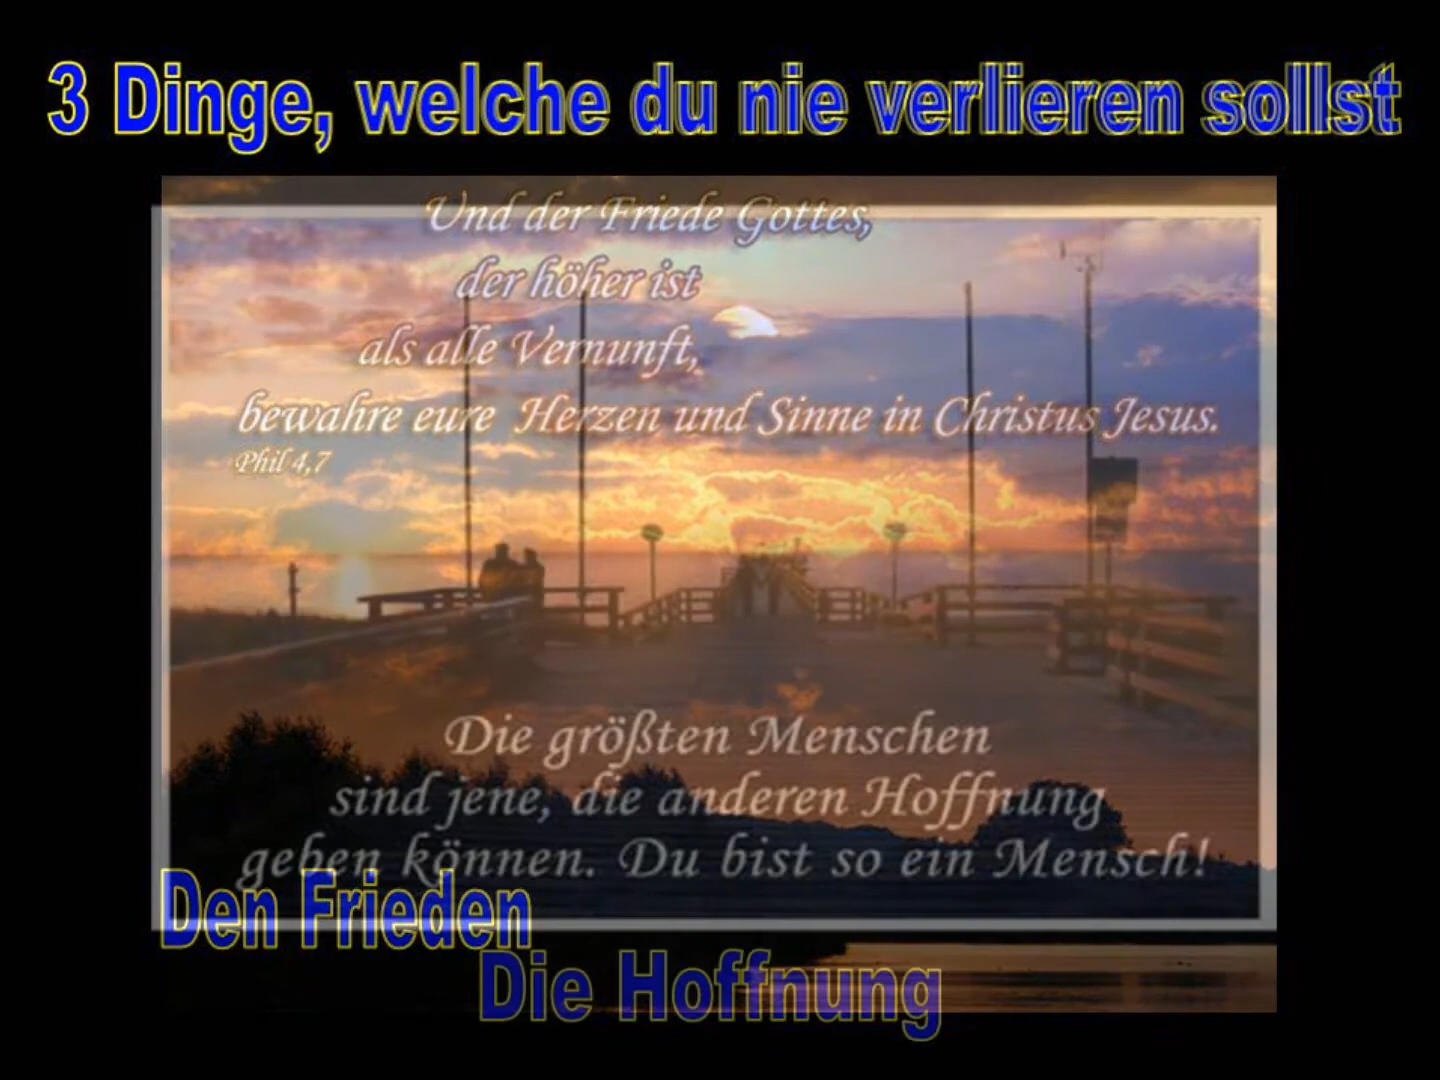 3 Dinge, welche du nie verlieren sollst
Und der Friede Gottes,
der höher ist
als alle Vernunft,
bewahre eure Herzen und Sinne in Christus Jesus.
Phil 4,7
Die größten Menschen
sind jene, die anderen Hoffnung
geben können. Du bist so ein Mensch!
Den Frieden
Die Hoffnung